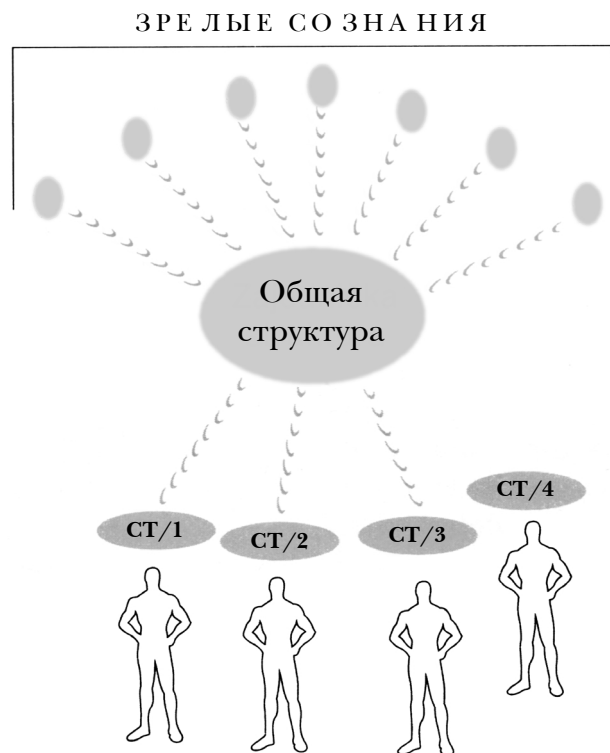 ЗРЕЛЫЕ СОЗНАНИЯ
Общая
структура
СТ/4
СТ/1
СТ/2
СТ/3